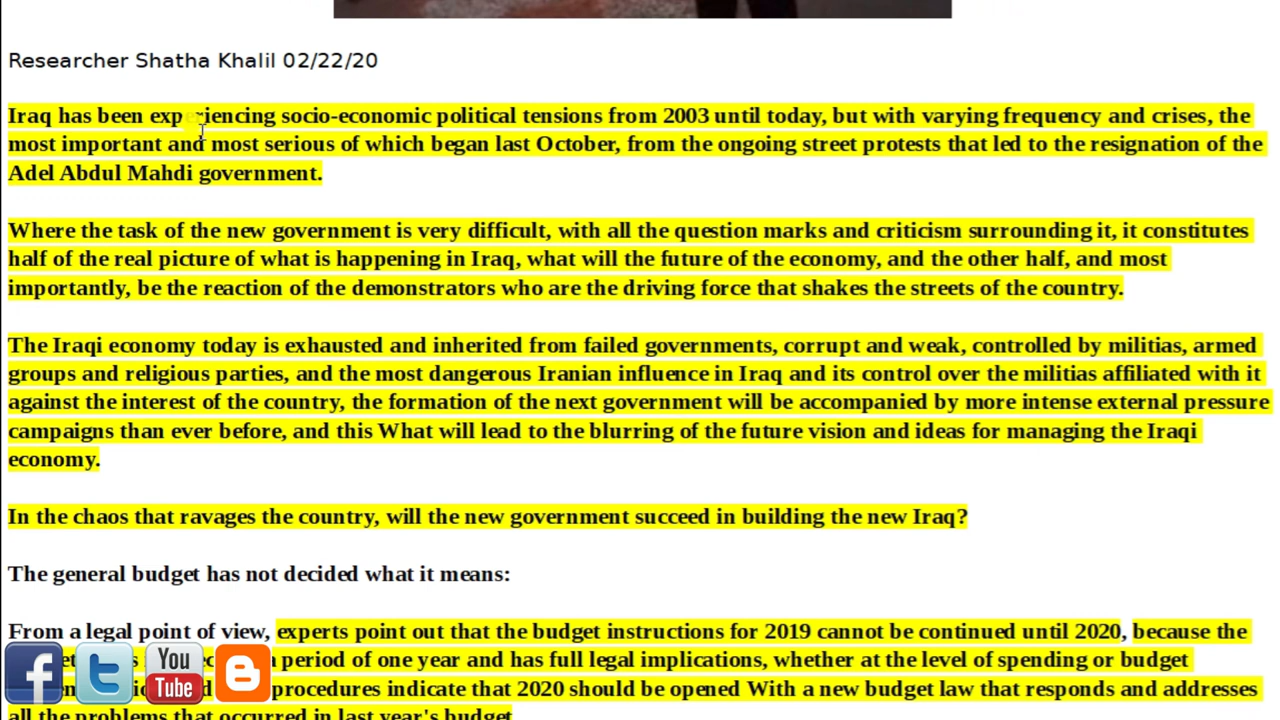 Researcher Shatha Khalil 02/22/20
Iraq has been experiencing socio-economic political tensions from 2003 until today, but with varying frequency and crises, the
most important and most serious of which began last October, from the ongoing street protests that led to the resignation of the
Adel Abdul Mahdi government.
Where the task of the new government is very difficult, with all the question marks and criticism surrounding it, it constitutes
half of the real picture of what is happening in Iraq, what will the future of the economy, and the other half, and most
importantly, be the reaction of the demonstrators who are the driving force that shakes the streets of the country.
The Iraqi economy today is exhausted and inherited from failed governments, corrupt and weak, controlled by militias, armed
groups and religious parties, and the most dangerous Iranian influence in Iraq and its control over the militias affiliated with it
against the interest of the country, the formation of the next government will be accompanied by more intense external pressure
campaigns than ever before, and this What will lead to the blurring of the future vision and ideas for managing the Iraqi
economy.
In the chaos that ravages the country, will the new government succeed in building the new Iraq?
The general budget has not decided what it means:
From a legal point of view, experts point out that the budget instructions for 2019 cannot be continued until 2020, because the
period of one year and has full legal implications, whether at the level of spending or budget
procedures indicate that 2020 should be opened With a new budget law that responds and addresses
all the problems that occurred in last year's budget
You
Tube